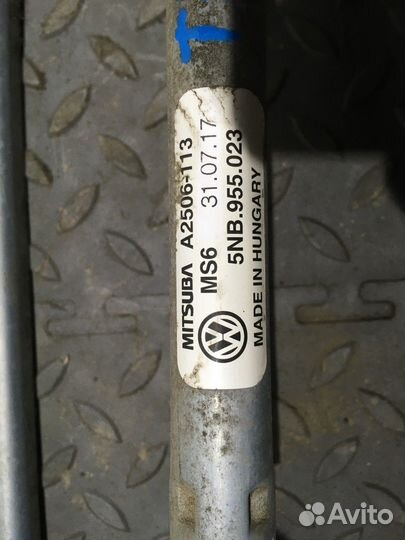 T
MITSUBA A2506-113
MS6 31.07.17
5NB.955.023
MADE IN HUNGARY
Avito